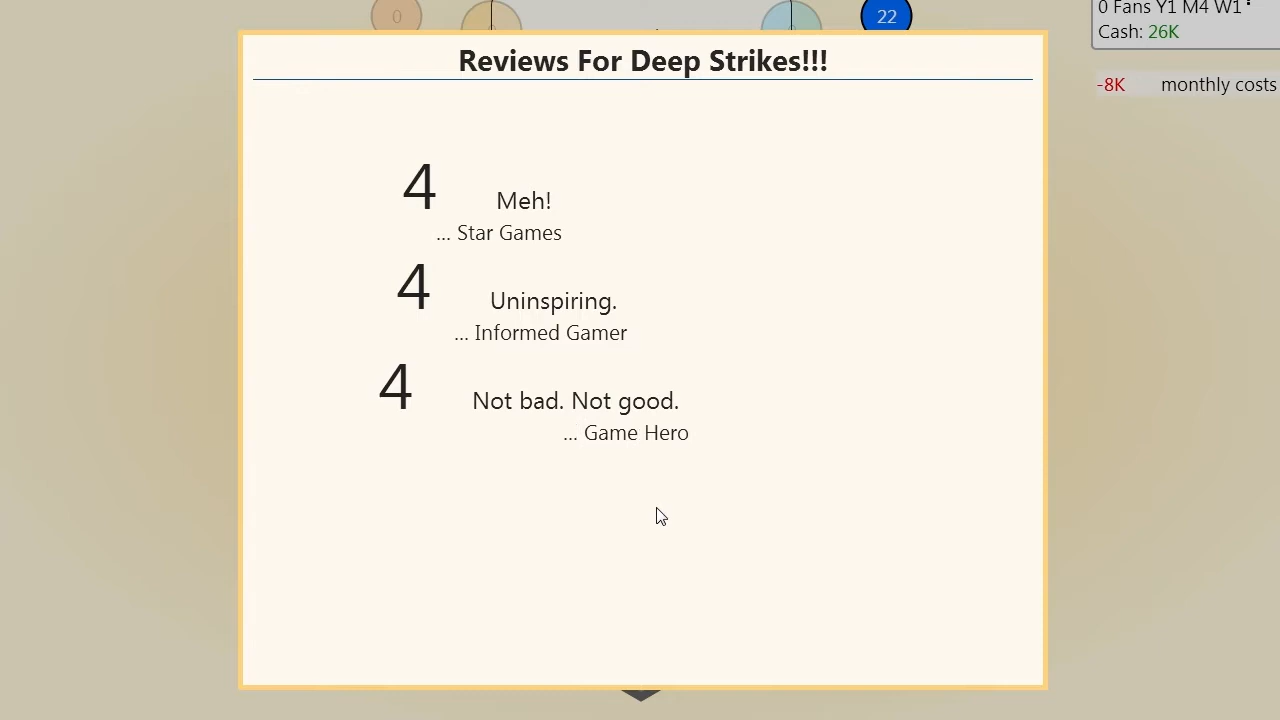 0
22
0 Fans Y1 M4 W1
Cash: 26K
Reviews For Deep Strikes!!!
-8K monthly costs
4 Meh!
... Star Games
4 Uninspiring.
... Informed Gamer
4 Not bad. Not good.
... Game Hero